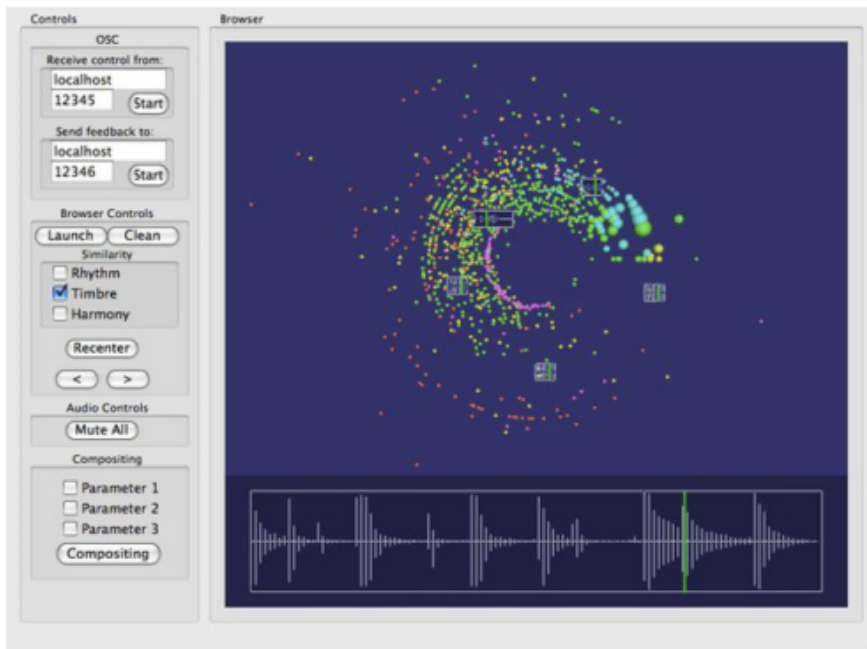 Controls
OSC
Receive control from:
localhost
12345 Start
Send feedback to:
localhost
12346 Start
Browser Controls
Launch Clean
Similarity
Rhythm
Timbre
Harmony
Recenter
< >
Audio Controls
Mute All
Compositing
Parameter 1
Parameter 2
Parameter 3
Compositing
Browser